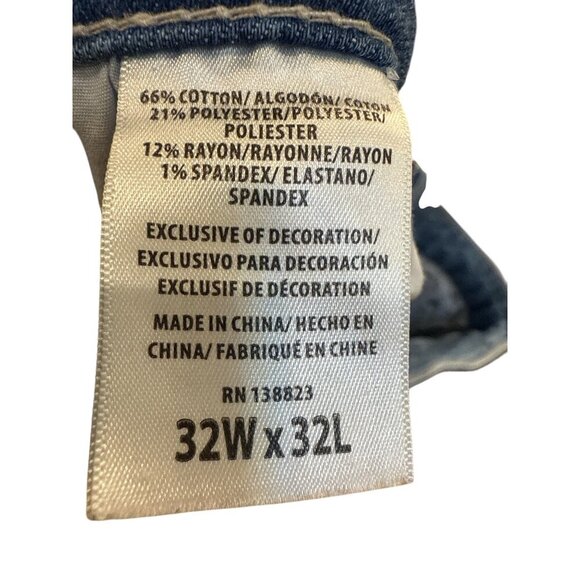 66% COTTON/ ALGODÓN/ COTON
21% POLYESTER/POLYESTER/
POLIESTER
12% RAYON/RAYONNE/RAYON
1% SPANDEX/ ELASTANO/
SPANDEX
EXCLUSIVE OF DECORATION/
EXCLUSIVO PARA DECORACIÓN
EXCLUSIF DE DÉCORATION
MADE IN CHINA/ HECHO EN
CHINA/ FABRIQUÉ EN CHINE
RN 138823
32W x 32L